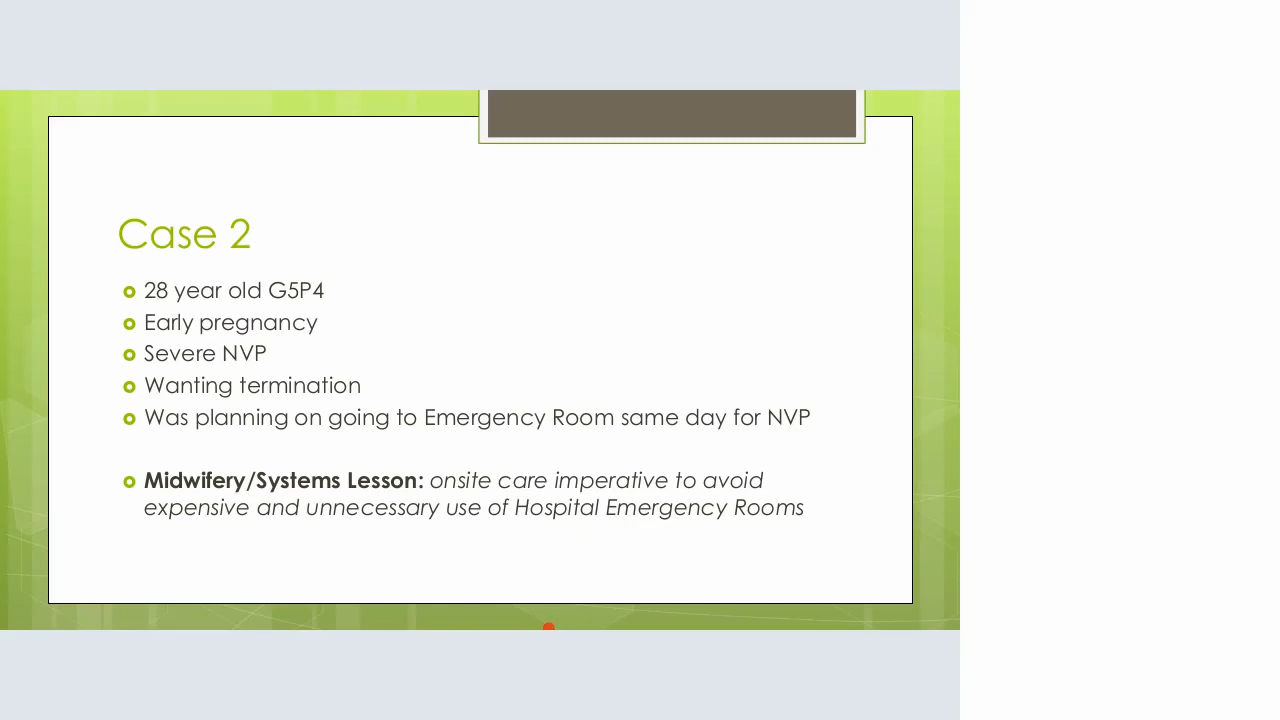 Case 2
28 year old G5P4
Early pregnancy
Severe NVP
Wanting termination
Was planning on going to Emergency Room same day for NVP
Midwifery/Systems Lesson: onsite care imperative to avoid
expensive and unnecessary use of Hospital Emergency Rooms